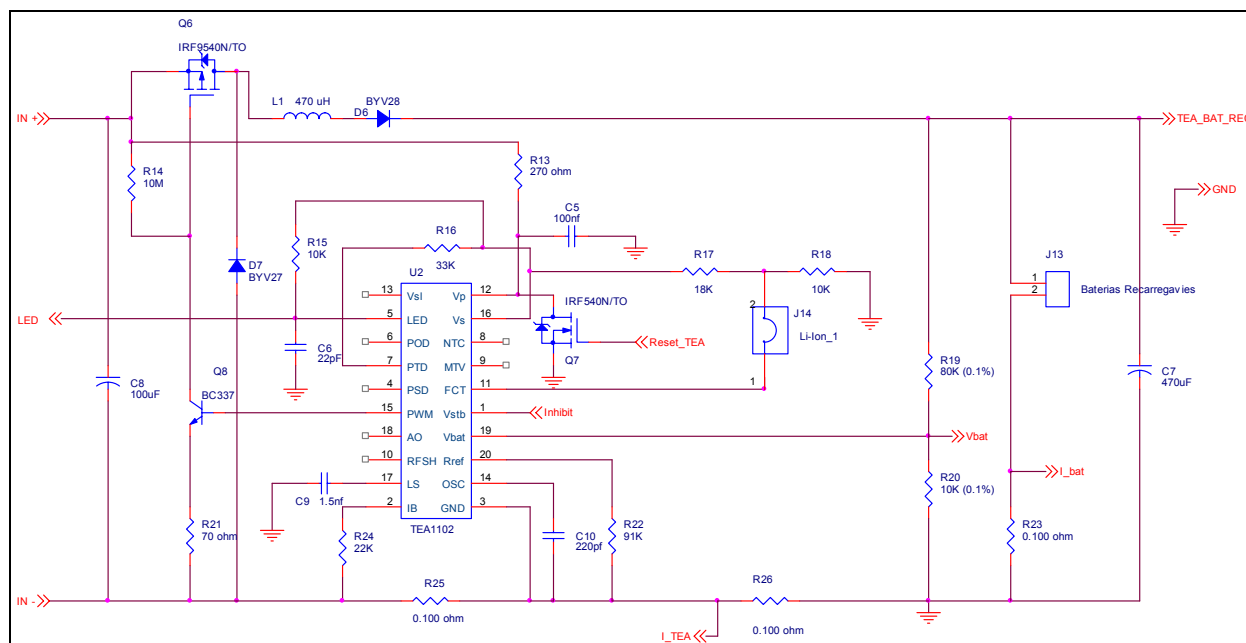 Q6
IRF9540N/TO
L1 470 uH
D6
BYV28
IN +
TEA_BAT_REC
R14
10M
R13
270 ohm
GND
C5
100nf
R15
10K
R16
33K
R17
18K
R18
10K
D7
BYV27
J13
1
2
Baterias Recarregavies
U2
13 Vsl Vp 12
IRF540N/TO
LED
5 LED Vs 16
2
J14
Li-Ion_1
1
6 POD NTC 8
Reset_TEA
Q7
C6
22pF
7 PTD MTV 9
R19
80K (0.1%)
C7
470uF
C8
100uF
Q8
BC337
4 PSD FCT 11
15 PWM Vstb 1
Inhibit
18 AO Vbat 19
Vbat
10 RFSH Rref 20
I_bat
17 LS OSC 14
C9 1.5nf
R20
10K (0.1%)
2 IB GND 3
TEA1102
R21
70 ohm
R24
22K
C10
220pf
R22
91K
R23
0.100 ohm
IN -
R25
0.100 ohm
R26
0.100 ohm
I_TEA